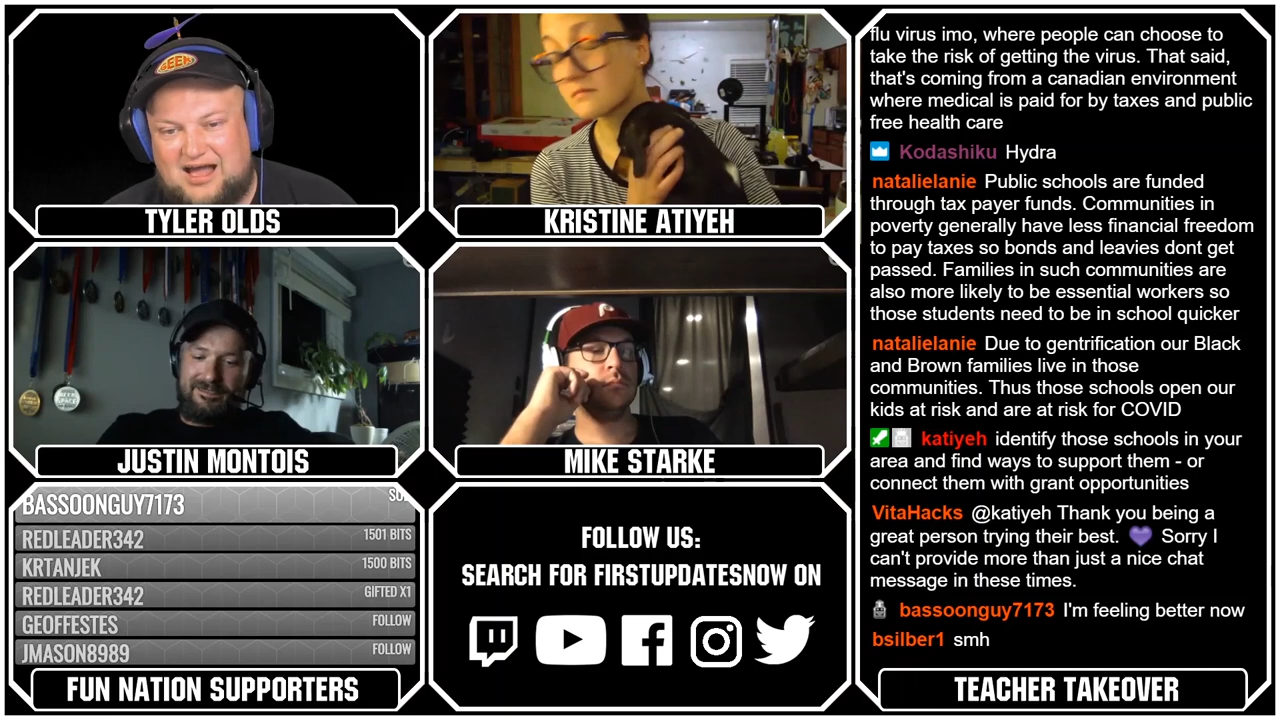 GEEK
TYLER OLDS
KRISTINE ATIYEH
JUSTIN MONTOIS
MIKE STARKE
BASSOONGUY7173
REDLEADER342 1501 BITS
KRTANJEK 1500 BITS
REDLEADER342 GIFTED X1
GEOFFESTES FOLLOW
JMASON8989 FOLLOW
FUN NATION SUPPORTERS
FOLLOW US:
SEARCH FOR FIRSTUPDATESNOW ON
flu virus imo, where people can choose to
take the risk of getting the virus. That said,
that's coming from a canadian environment
where medical is paid for by taxes and public
free health care
Kodashiku Hydra
natalielanie Public schools are funded
through tax payer funds. Communities in
poverty generally have less financial freedom
to pay taxes so bonds and leavies dont get
passed. Families in such communities are
also more likely to be essential workers so
those students need to be in school quicker
natalielanie Due to gentrification our Black
and Brown families live in those
communities. Thus those schools open our
kids at risk and are at risk for COVID
katiyeh identify those schools in your
area and find ways to support them - or
connect them with grant opportunities
VitaHacks @katiyeh Thank you being a
great person trying their best. 💜 Sorry I
can't provide more than just a nice chat
message in these times.
bassoonguy7173 I'm feeling better now
bsilber1 smh
TEACHER TAKEOVER